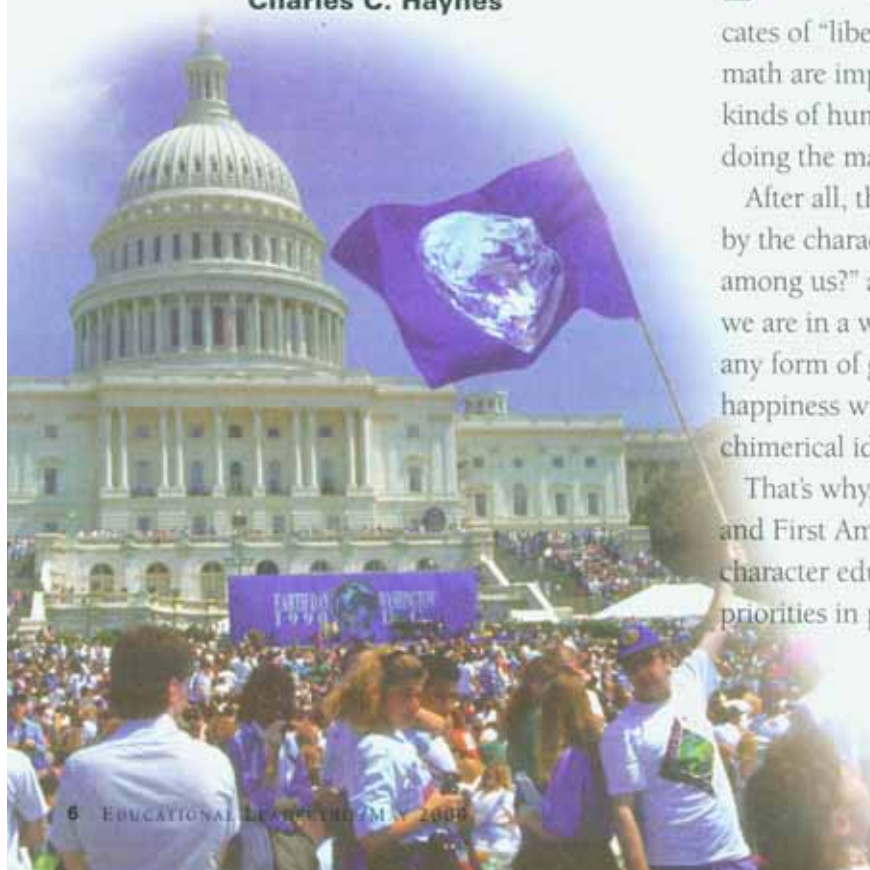 Charles C. Haynes
cates of “libe
math are imp
kinds of hum
doing the ma
After all, th
by the charac
among us?” a
we are in a w
any form of g
happiness w
chimerical id
That’s why
and First Am
character edu
priorities in p
EARTH DAY WASHINGTON
1990
6 EDUCATIONAL LEADERSHIP/MAY 2000